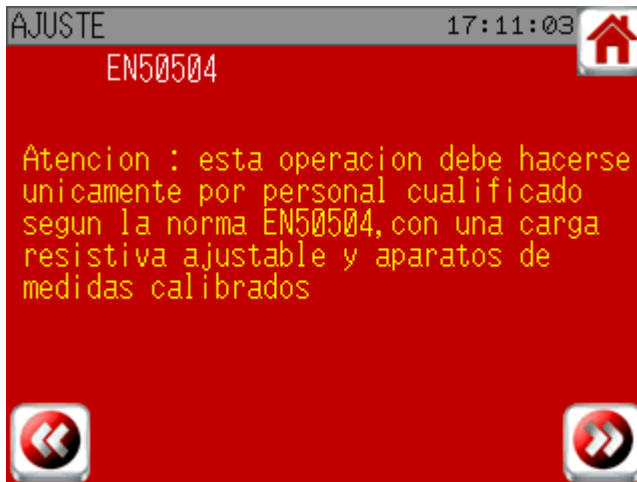 AJUSTE 17:11:03
EN50504
Atencion : esta operacion debe hacerse
unicamente por personal cualificado
segun la norma EN50504,con una carga
resistiva ajustable y aparatos de
medidas calibrados